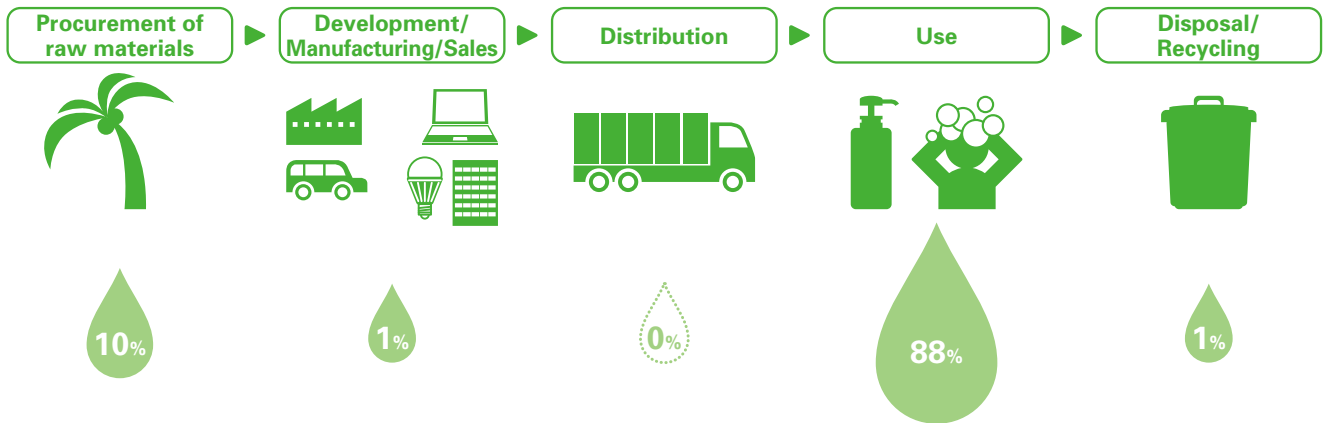 Procurement of
raw materials
Development/
Manufacturing/Sales
Distribution
Use
Disposal/
Recycling
10%
1%
0%
88%
1%